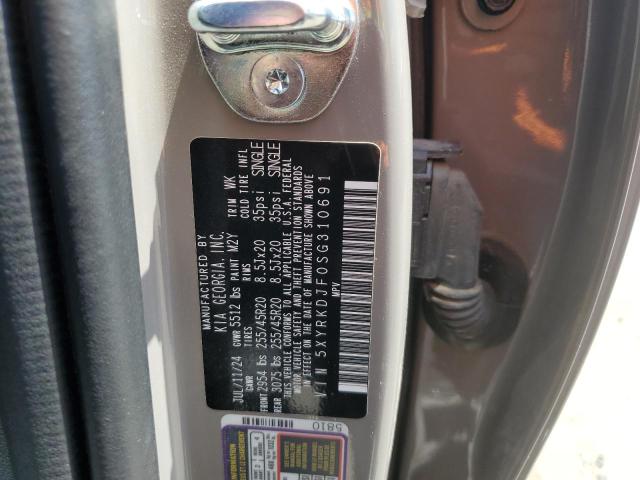 MANUFACTURED BY
KIA GEORGIA, INC.
JUL/11/24 GVWR 5512 lbs PAINT M2Y TRIM WK
GAWR TIRES RIMS COLD TIRE INFL
FRONT 2954 lbs 255/45R20 8.5Jx20 35psi SINGLE
REAR 3075 lbs 255/45R20 8.5Jx20 35psi SINGLE
THIS VEHICLE CONFORMS TO ALL APPLICABLE U.S.A. FEDERAL
MOTOR VEHICLE SAFETY AND THEFT PREVENTION STANDARDS
IN EFFECT ON THE DATE OF MANUFACTURE SHOWN ABOVE
VIN 5XYRKDJF0SG310691
MPV
5810